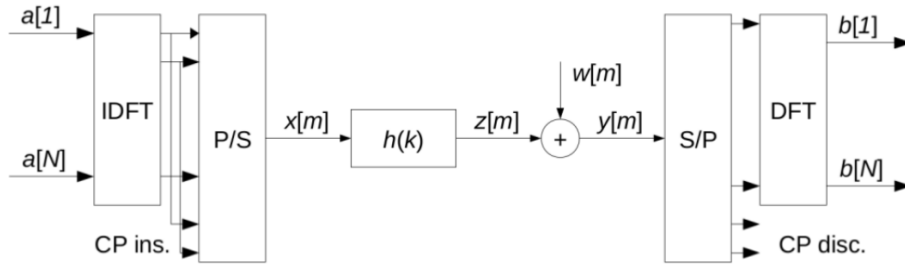 a[1]
a[N]
IDFT
CP ins.
P/S
x[m]
h(k)
z[m]
w[m]
+
y[m]
S/P
DFT
b[1]
b[N]
CP disc.